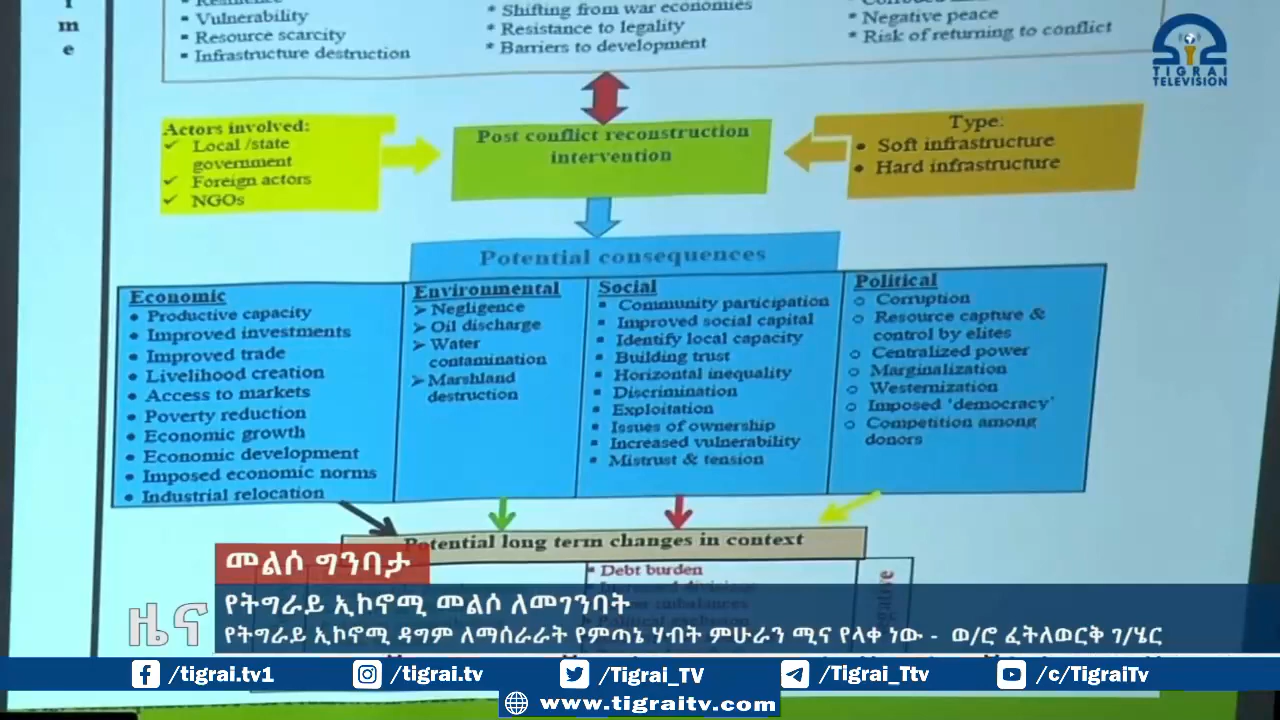 m
e
Vulnerability
Resource scarcity
Infrastructure destruction
* Shifting from war economies
* Resistance to legality
* Barriers to development
* Negative peace
* Risk of returning to conflict
TIGRAI
TELEVISION
Actors involved:
✓ Local /state
government
✓ Foreign actors
✓ NGOs
Post conflict reconstruction
intervention
Type:
• Soft infrastructure
• Hard infrastructure
Potential consequences
Economic
• Productive capacity
• Improved investments
• Improved trade
• Livelihood creation
• Access to markets
• Poverty reduction
• Economic growth
• Economic development
• Imposed economic norms
• Industrial relocation
Environmental
➢ Negligence
➢ Oil discharge
➢ Water
contamination
➢ Marshland
destruction
Social
▪ Community participation
▪ Improved social capital
▪ Identify local capacity
▪ Building trust
▪ Horizontal inequality
▪ Discrimination
▪ Exploitation
▪ Issues of ownership
▪ Increased vulnerability
▪ Mistrust & tension
Political
o Corruption
o Resource capture &
control by elites
o Centralized power
o Marginalization
o Westernization
o Imposed 'democracy'
o Competition among
donors
Potential long term changes in context
Debt burden
መልሶ ግንባታ
ዜና
የትግራይ ኢኮኖሚ መልሶ ለመገንባት
የትግራይ ኢኮኖሚ ዳግም ለማሰራራት የምጣኔ ሃብት ምሁራን ሚና የላቀ ነው - ወ/ሮ ፈትለወርቅ ገ/ሄር
/tigrai.tv1
/tigrai.tv
/Tigrai_TV
/Tigrai_Ttv
/c/TigraiTv
www.tigraitv.com